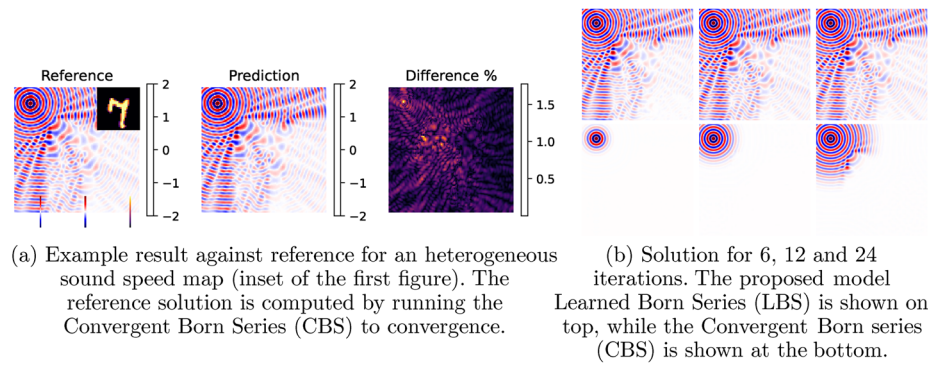 Reference
Prediction
Difference %
2
1
0
−1
−2
2
1
0
−1
−2
1.5
1.0
0.5
(a) Example result against reference for an heterogeneous
sound speed map (inset of the first figure). The
reference solution is computed by running the
Convergent Born Series (CBS) to convergence.
(b) Solution for 6, 12 and 24
iterations. The proposed model
Learned Born Series (LBS) is shown on
top, while the Convergent Born series
(CBS) is shown at the bottom.